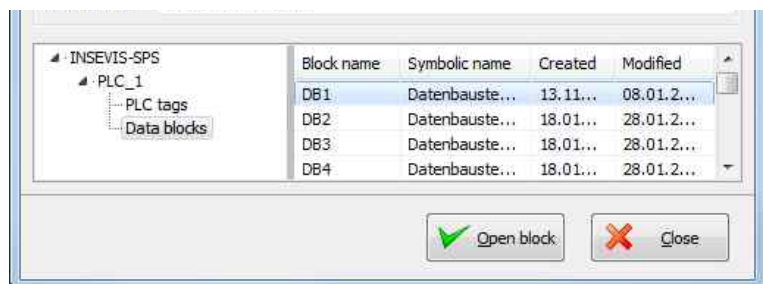 INSEVIS-SPS
PLC_1
PLC tags
Data blocks
Block name Symbolic name Created Modified
DB1 Datenbauste... 13.11... 08.01.2...
DB2 Datenbauste... 18.01... 28.01.2...
DB3 Datenbauste... 18.01... 28.01.2...
DB4 Datenbauste... 18.01... 28.01.2...
Open block Close